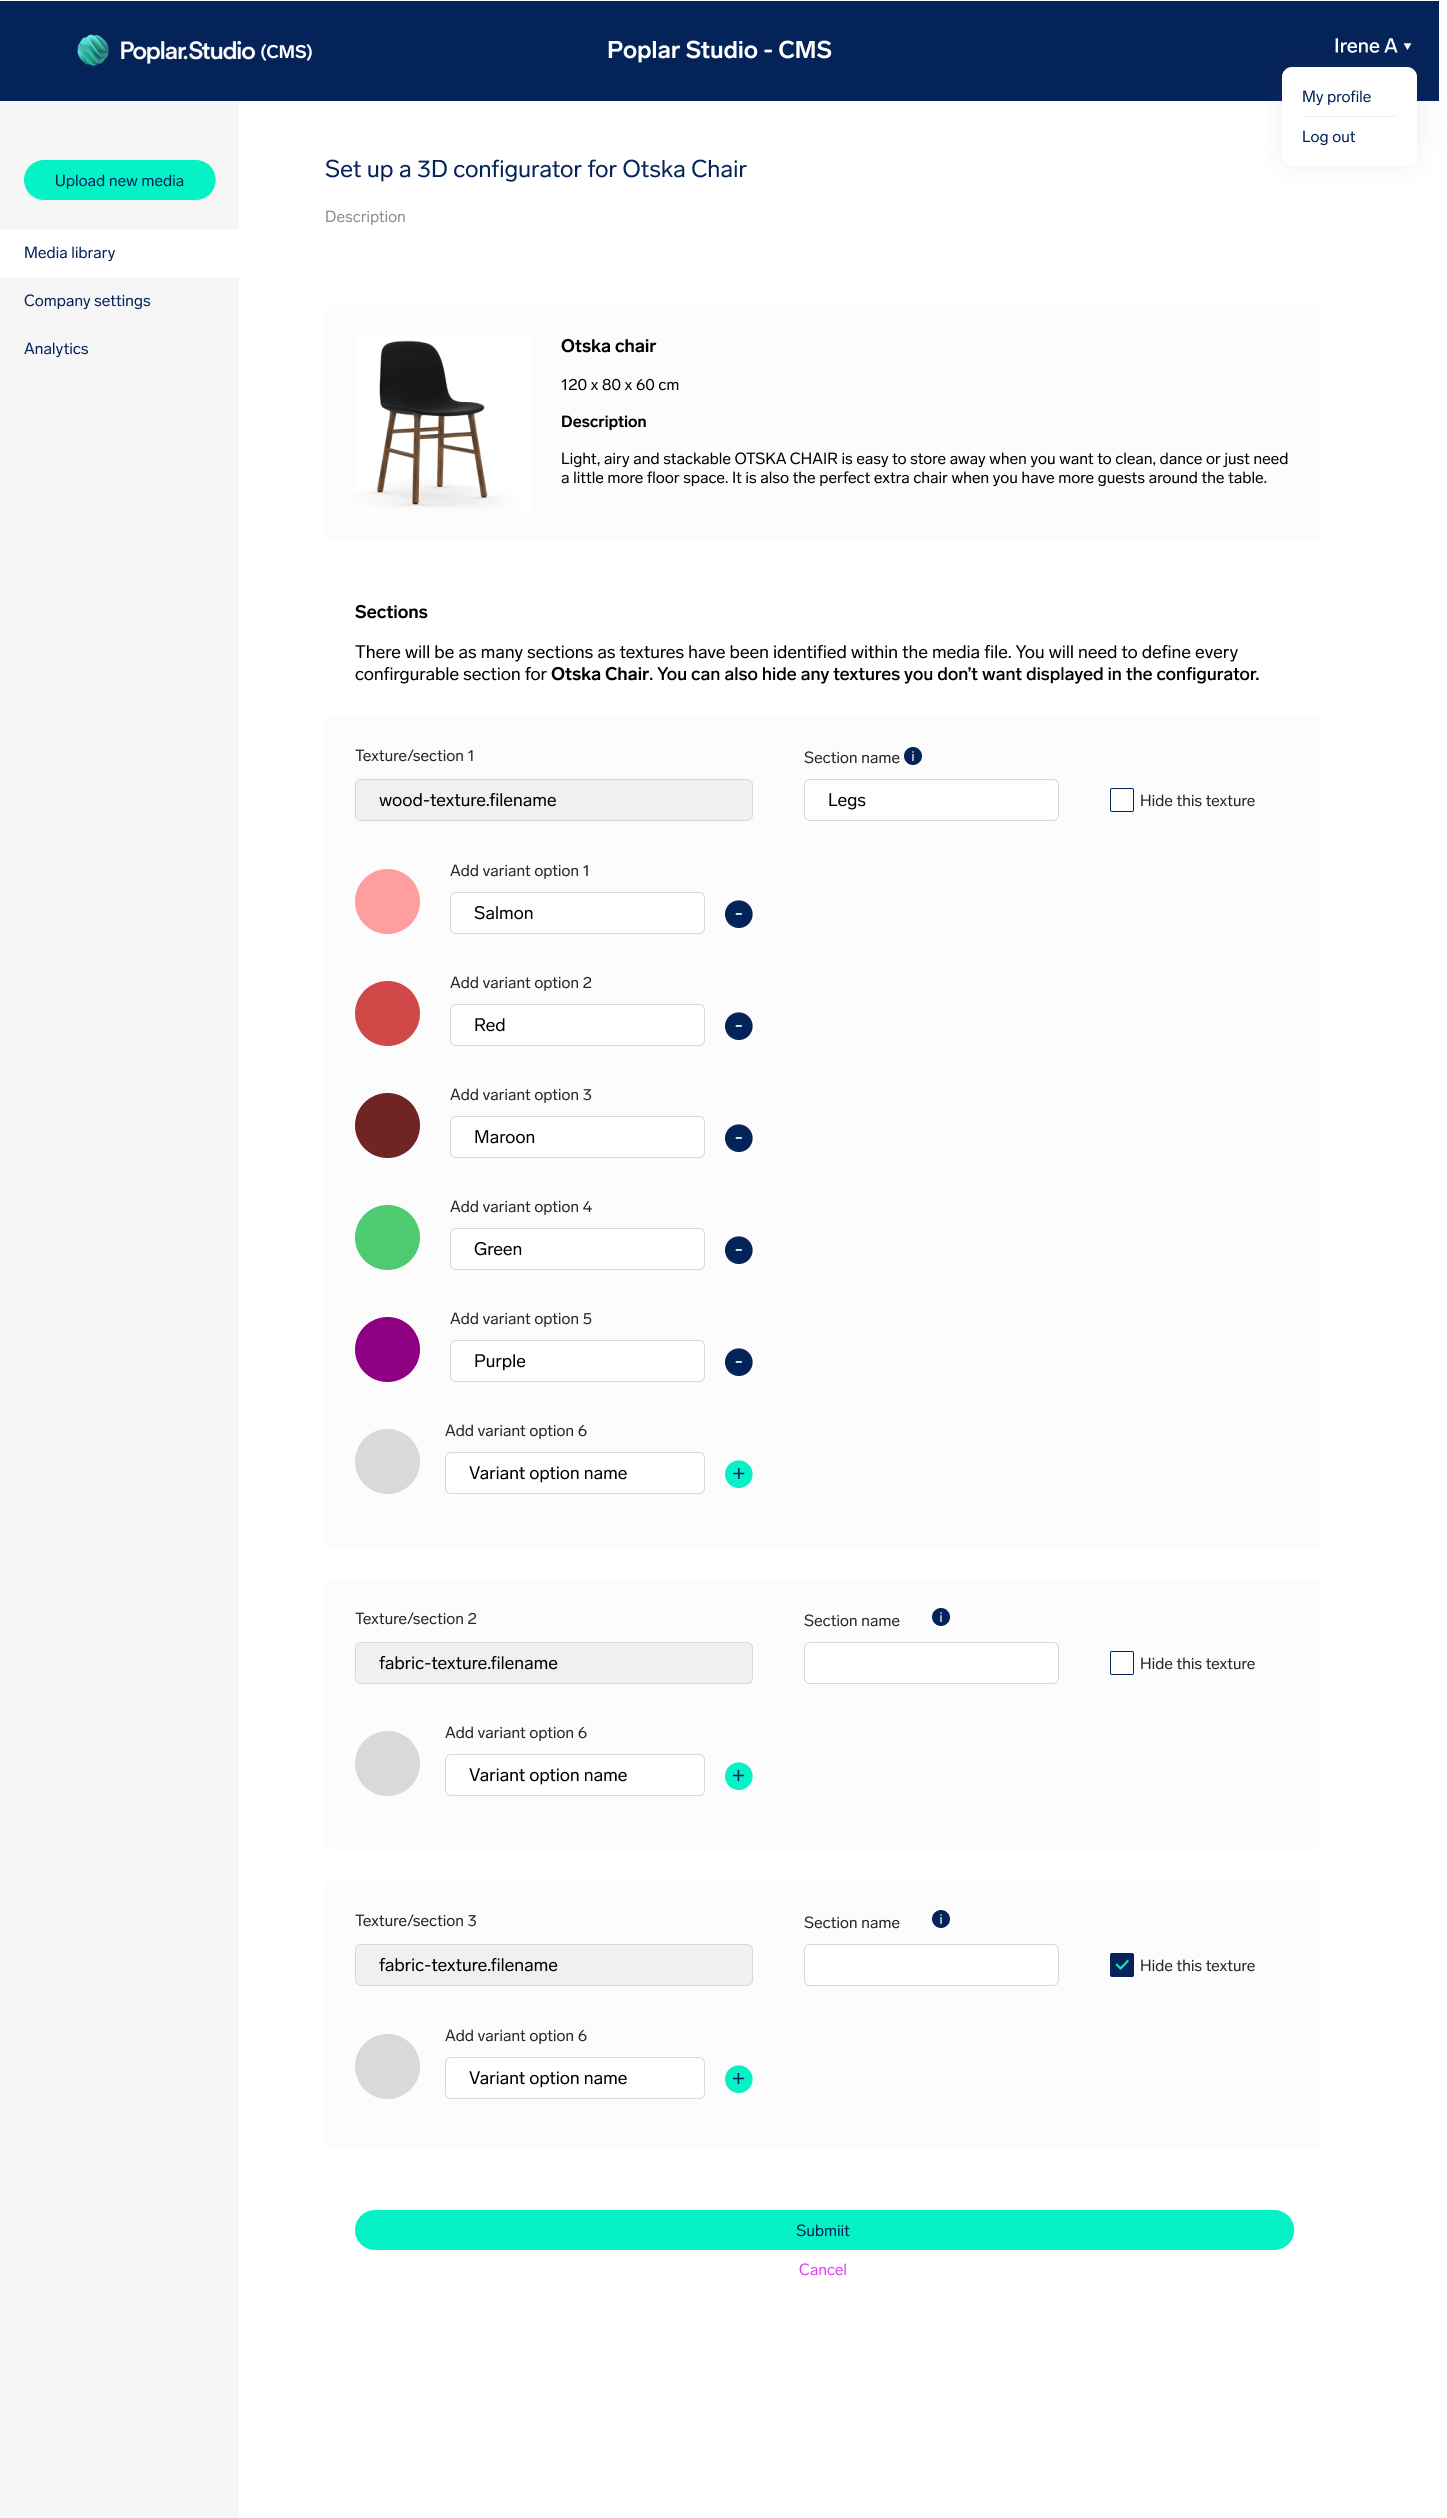 Poplar.Studio (CMS)
Poplar Studio - CMS
Irene A ▾
My profile
Log out
Upload new media
Media library
Company settings
Analytics
Set up a 3D configurator for Otska Chair
Description
Otska chair
120 x 80 x 60 cm
Description
Light, airy and stackable OTSKA CHAIR is easy to store away when you want to clean, dance or just need
a little more floor space. It is also the perfect extra chair when you have more guests around the table.
Sections
There will be as many sections as textures have been identified within the media file. You will need to define every
confirgurable section for Otska Chair. You can also hide any textures you don’t want displayed in the configurator.
Texture/section 1
Section name i
wood-texture.filename
Legs
Hide this texture
Add variant option 1
Salmon
-
Add variant option 2
Red
-
Add variant option 3
Maroon
-
Add variant option 4
Green
-
Add variant option 5
Purple
-
Add variant option 6
Variant option name
+
Texture/section 2
Section name i
fabric-texture.filename
Hide this texture
Add variant option 6
Variant option name
+
Texture/section 3
Section name i
fabric-texture.filename
Hide this texture
Add variant option 6
Variant option name
+
Submiit
Cancel